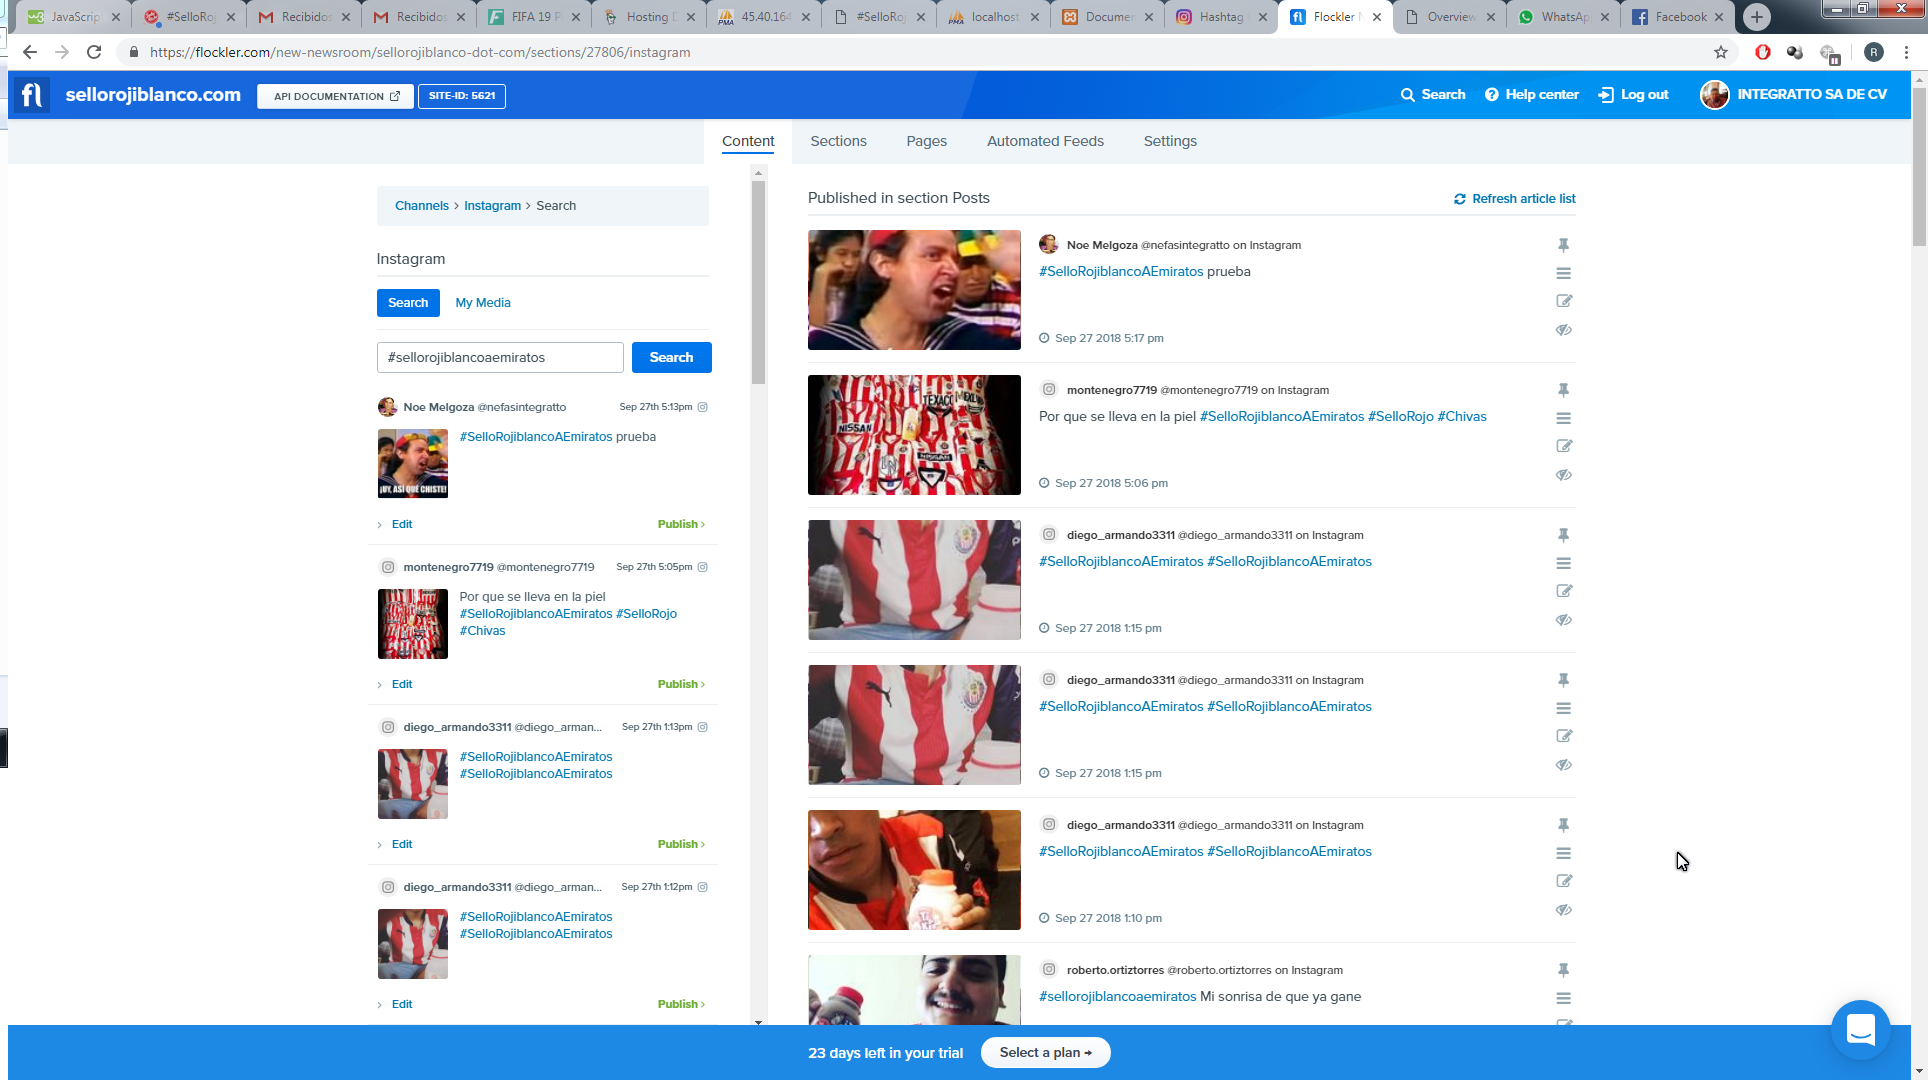 JavaScrip
#SelloRoj
Recibidos
Recibidos
FIFA 19 P
Hosting D
45.40.164
#SelloRoj
localhost
Documen
Hashtag
Flockler N
Overview
WhatsAp
Facebook
https://flockler.com/new-newsroom/sellorojiblanco-dot-com/sections/27806/instagram
R
fl sellorojiblanco.com API DOCUMENTATION SITE-ID: 5621 Search Help center Log out INTEGRATTO SA DE CV
Content Sections Pages Automated Feeds Settings
Channels > Instagram > Search
Instagram
Search My Media
#sellorojiblancoaemiratos Search
Noe Melgoza @nefasintegratto Sep 27th 5:13pm
#SelloRojiblancoAEmiratos prueba
¡UY, ASI QUE CHISTE!
Edit Publish >
montenegro7719 @montenegro7719 Sep 27th 5:05pm
Por que se lleva en la piel
#SelloRojiblancoAEmiratos #SelloRojo
#Chivas
Edit Publish >
diego_armando3311 @diego_arman... Sep 27th 1:13pm
#SelloRojiblancoAEmiratos
#SelloRojiblancoAEmiratos
Edit Publish >
diego_armando3311 @diego_arman... Sep 27th 1:12pm
#SelloRojiblancoAEmiratos
#SelloRojiblancoAEmiratos
Edit Publish >
Published in section Posts Refresh article list
Noe Melgoza @nefasintegratto on Instagram
#SelloRojiblancoAEmiratos prueba
Sep 27 2018 5:17 pm
TEXACO
NISSAN
NISSAN
montenegro7719 @montenegro7719 on Instagram
Por que se lleva en la piel #SelloRojiblancoAEmiratos #SelloRojo #Chivas
Sep 27 2018 5:06 pm
diego_armando3311 @diego_armando3311 on Instagram
#SelloRojiblancoAEmiratos #SelloRojiblancoAEmiratos
Sep 27 2018 1:15 pm
diego_armando3311 @diego_armando3311 on Instagram
#SelloRojiblancoAEmiratos #SelloRojiblancoAEmiratos
Sep 27 2018 1:15 pm
diego_armando3311 @diego_armando3311 on Instagram
#SelloRojiblancoAEmiratos #SelloRojiblancoAEmiratos
Sep 27 2018 1:10 pm
roberto.ortiztorres @roberto.ortiztorres on Instagram
#sellorojiblancoaemiratos Mi sonrisa de que ya gane
23 days left in your trial Select a plan →